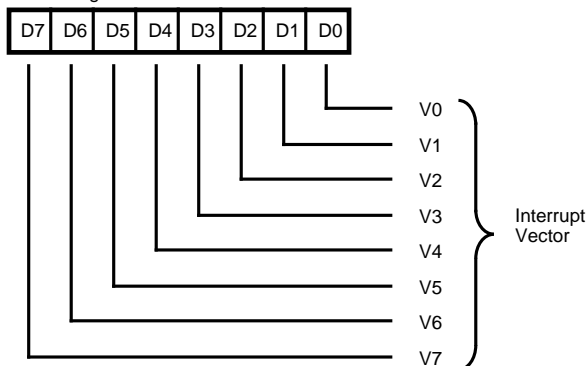 D7 D6 D5 D4 D3 D2 D1 D0
V0
V1
V2
V3
Interrupt
Vector
V4
V5
V6
V7